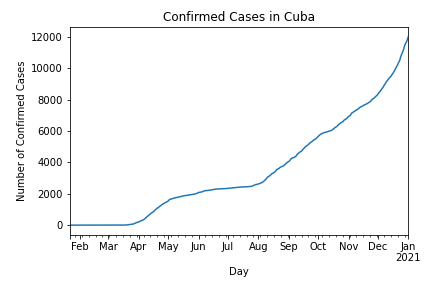 Confirmed Cases in Cuba
Number of Confirmed Cases
12000
10000
8000
6000
4000
2000
0
Feb Mar Apr May Jun Jul Aug Sep Oct Nov Dec Jan
2021
Day